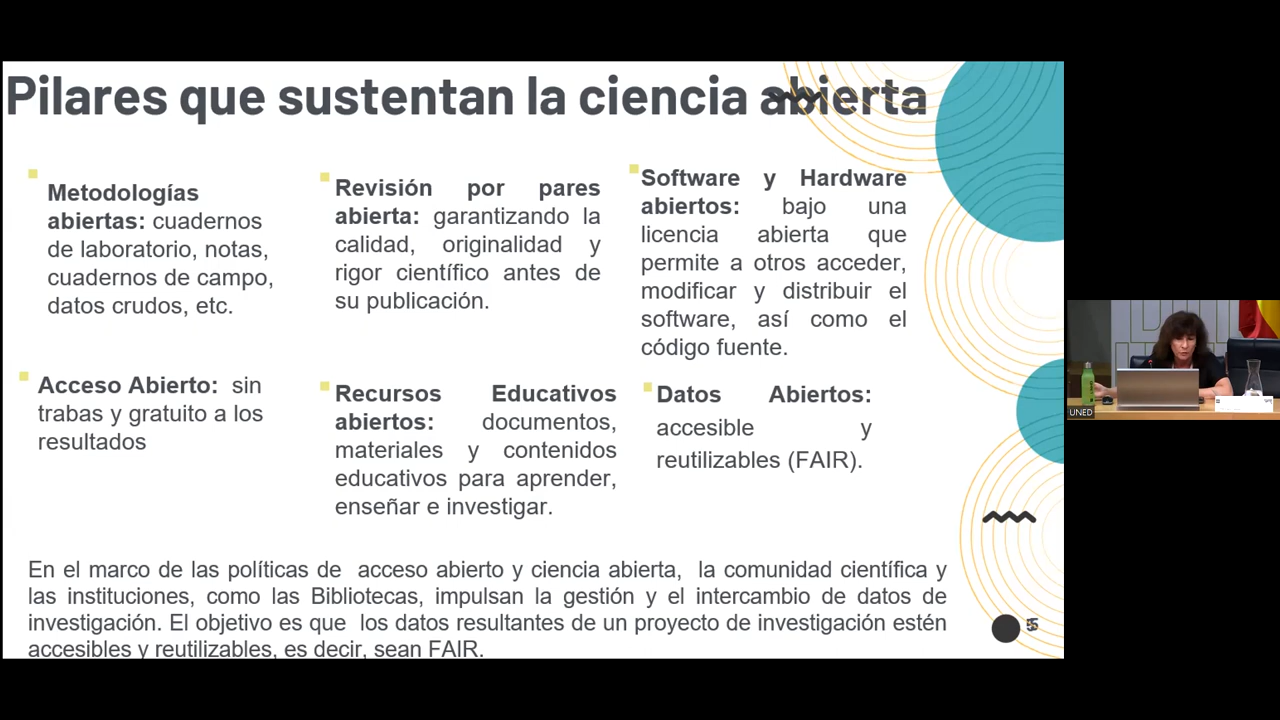 Pilares que sustentan la ciencia abierta
Metodologías
abiertas: cuadernos
de laboratorio, notas,
cuadernos de campo,
datos crudos, etc.
Revisión por pares
abierta: garantizando la
calidad, originalidad y
rigor científico antes de
su publicación.
Software y Hardware
abiertos: bajo una
licencia abierta que
permite a otros acceder,
modificar y distribuir el
software, así como el
código fuente.
Acceso Abierto: sin
trabas y gratuito a los
resultados
Recursos Educativos
abiertos: documentos,
materiales y contenidos
educativos para aprender,
enseñar e investigar.
Datos Abiertos:
accesible y
reutilizables (FAIR).
En el marco de las políticas de acceso abierto y ciencia abierta, la comunidad científica y
las instituciones, como las Bibliotecas, impulsan la gestión y el intercambio de datos de
investigación. El objetivo es que los datos resultantes de un proyecto de investigación estén
accesibles y reutilizables, es decir, sean FAIR.
5
UNED